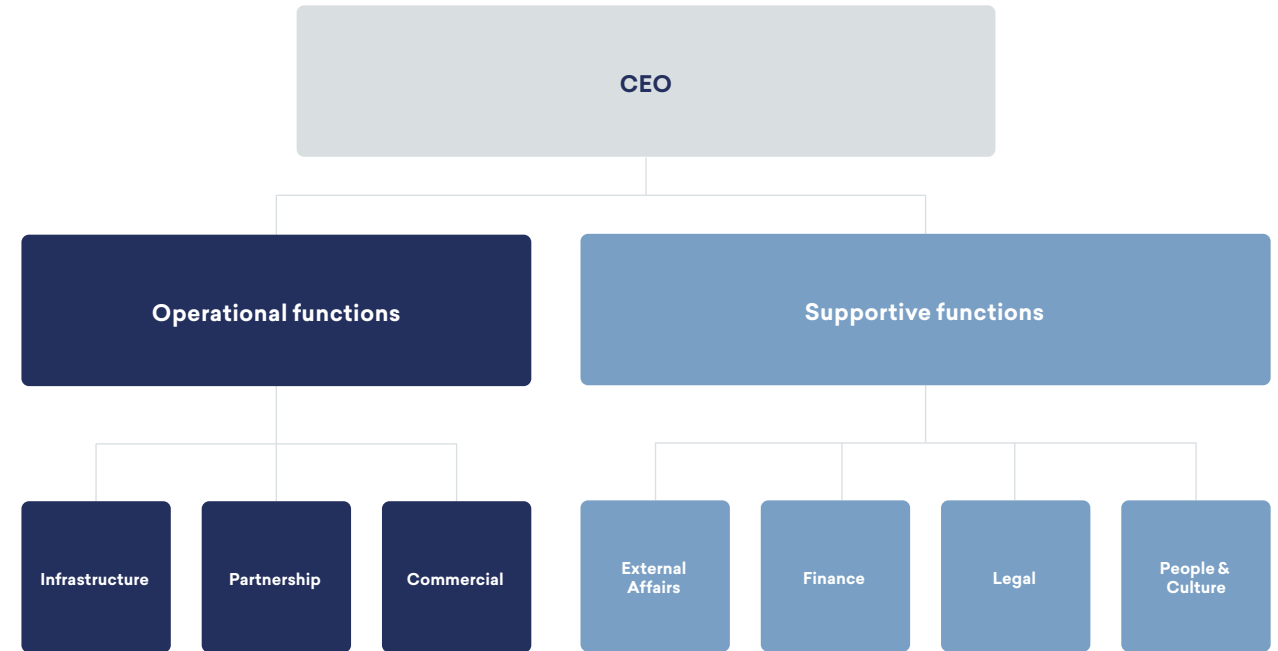 CEO
Operational functions
Supportive functions
Infrastructure
Partnership
Commercial
External
Affairs
Finance
Legal
People &
Culture